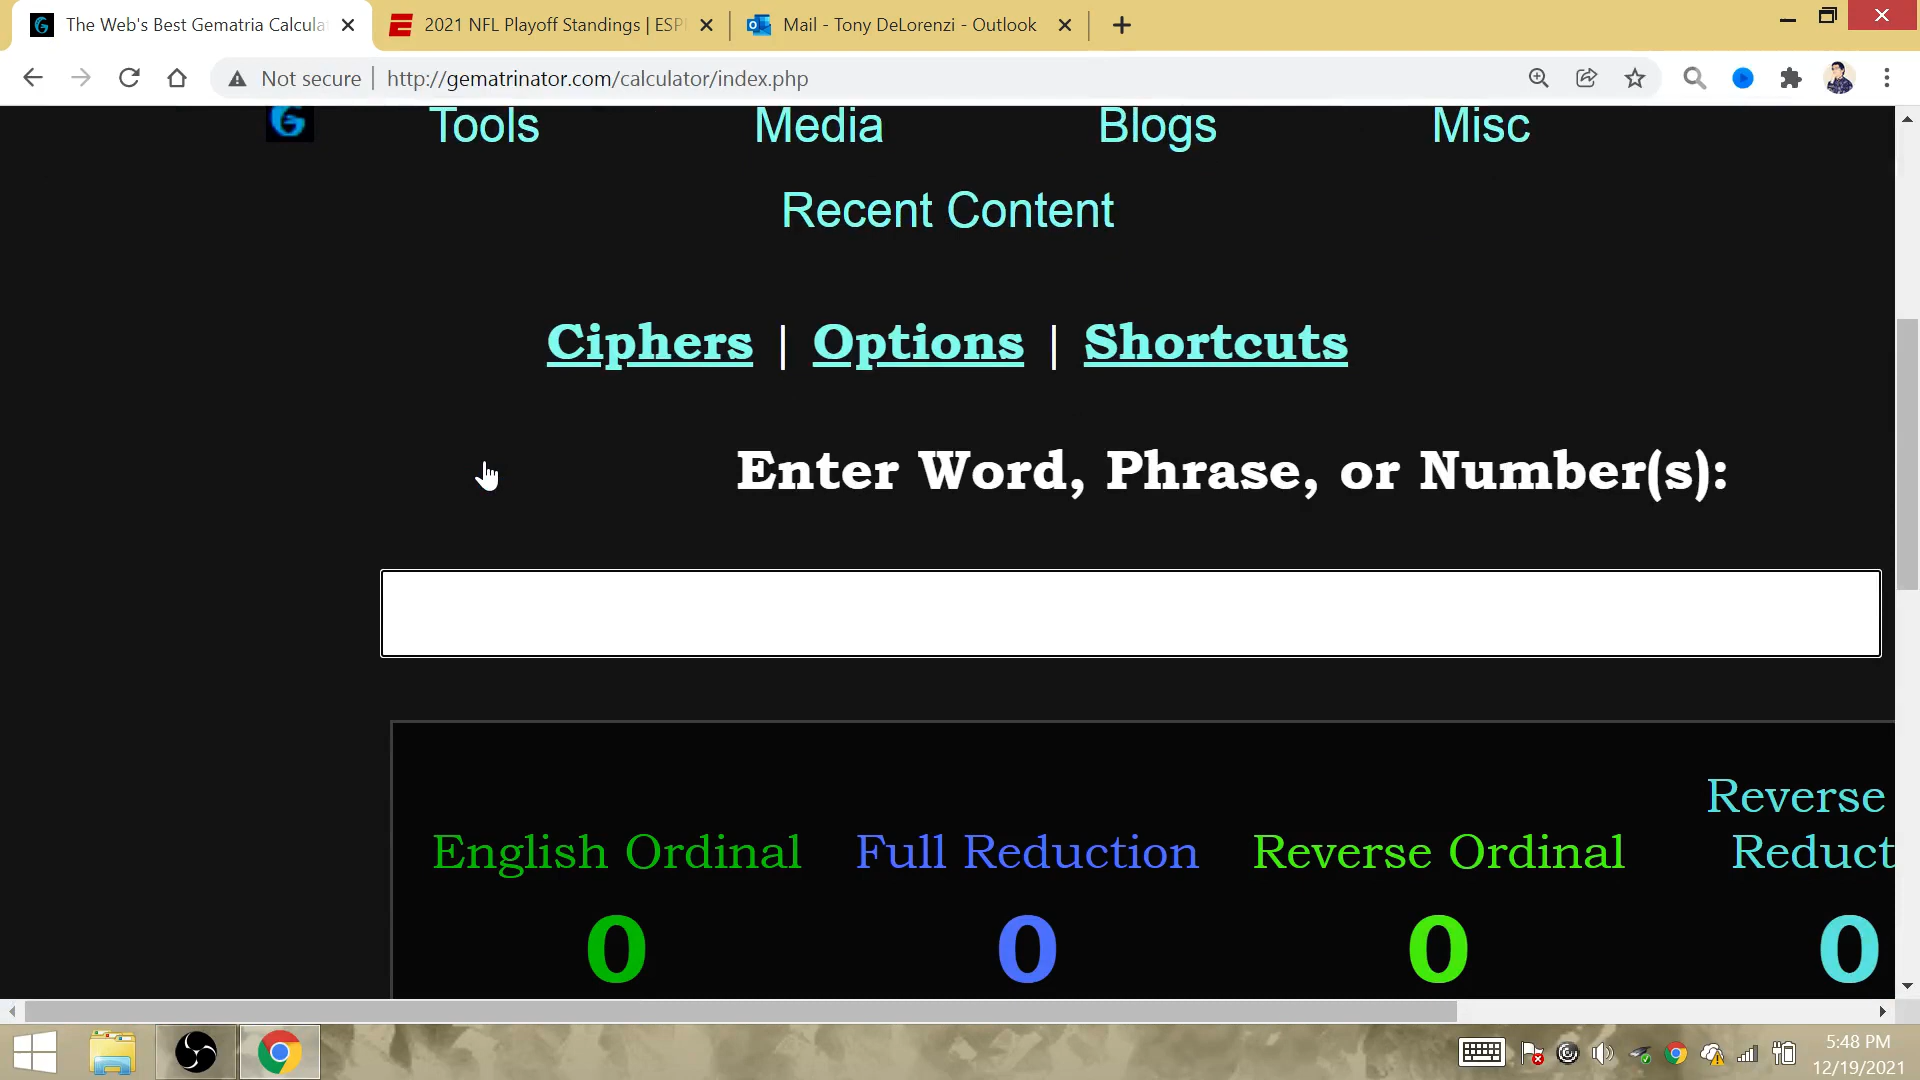 The Web's Best Gematria Calcula
2021 NFL Playoff Standings | ESP
Mail - Tony DeLorenzi - Outlook
Not secure
http://gematrinator.com/calculator/index.php
G
Tools
Media
Blogs
Misc
Recent Content
Ciphers | Options | Shortcuts
Enter Word, Phrase, or Number(s):
English Ordinal
Full Reduction
Reverse Ordinal
Reverse
Reduct
0
0
0
0
5:48 PM
12/19/2021